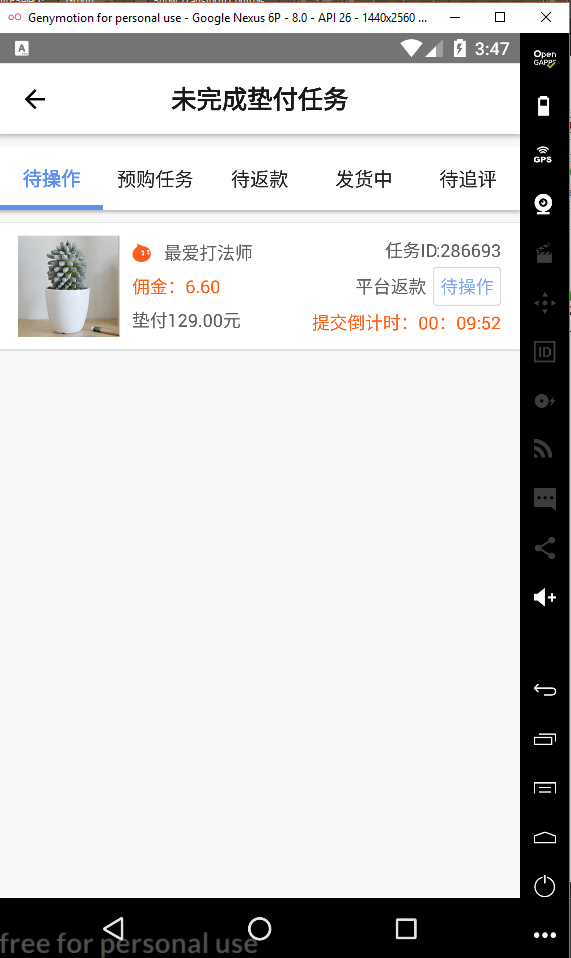 Genymotion for personal use - Google Nexus 6P - 8.0 - API 26 - 1440x2560 ...
A
3:47
Open
GAPPS
未完成垫付任务
GPS
待操作 预购任务 待返款 发货中 待追评
最爱打法师 任务ID:286693
佣金：6.60 平台返款 待操作
垫付129.00元 提交倒计时：00：09:52
ID
free for personal use